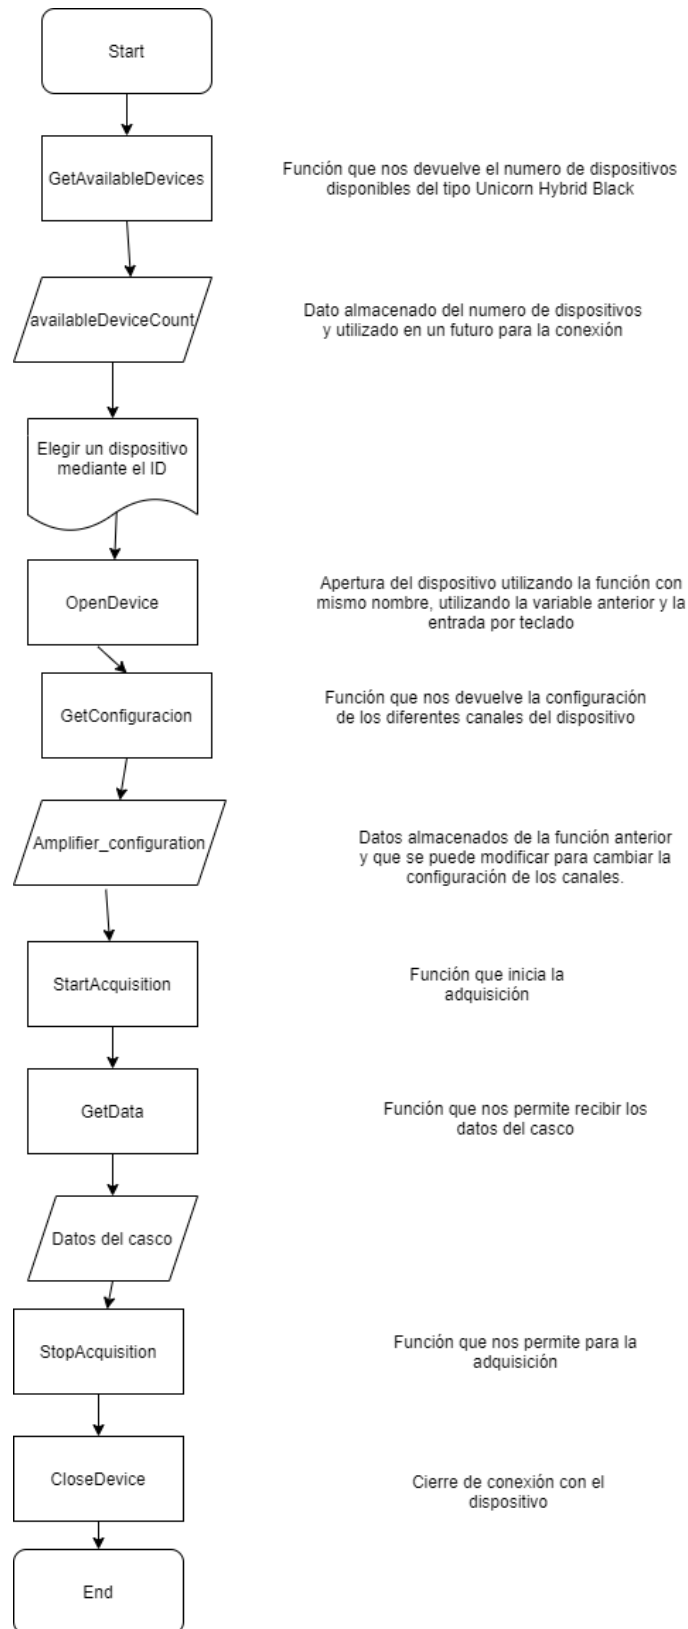 Start
GetAvailableDevices
Función que nos devuelve el numero de dispositivos
disponibles del tipo Unicorn Hybrid Black
availableDeviceCount
Dato almacenado del numero de dispositivos
y utilizado en un futuro para la conexión
Elegir un dispositivo
mediante el ID
OpenDevice
Apertura del dispositivo utilizando la función con
mismo nombre, utilizando la variable anterior y la
entrada por teclado
GetConfiguracion
Función que nos devuelve la configuración
de los diferentes canales del dispositivo
Amplifier_configuration
Datos almacenados de la función anterior
y que se puede modificar para cambiar la
configuración de los canales.
StartAcquisition
Función que inicia la
adquisición
GetData
Función que nos permite recibir los
datos del casco
Datos del casco
StopAcquisition
Función que nos permite para la
adquisición
CloseDevice
Cierre de conexión con el
dispositivo
End